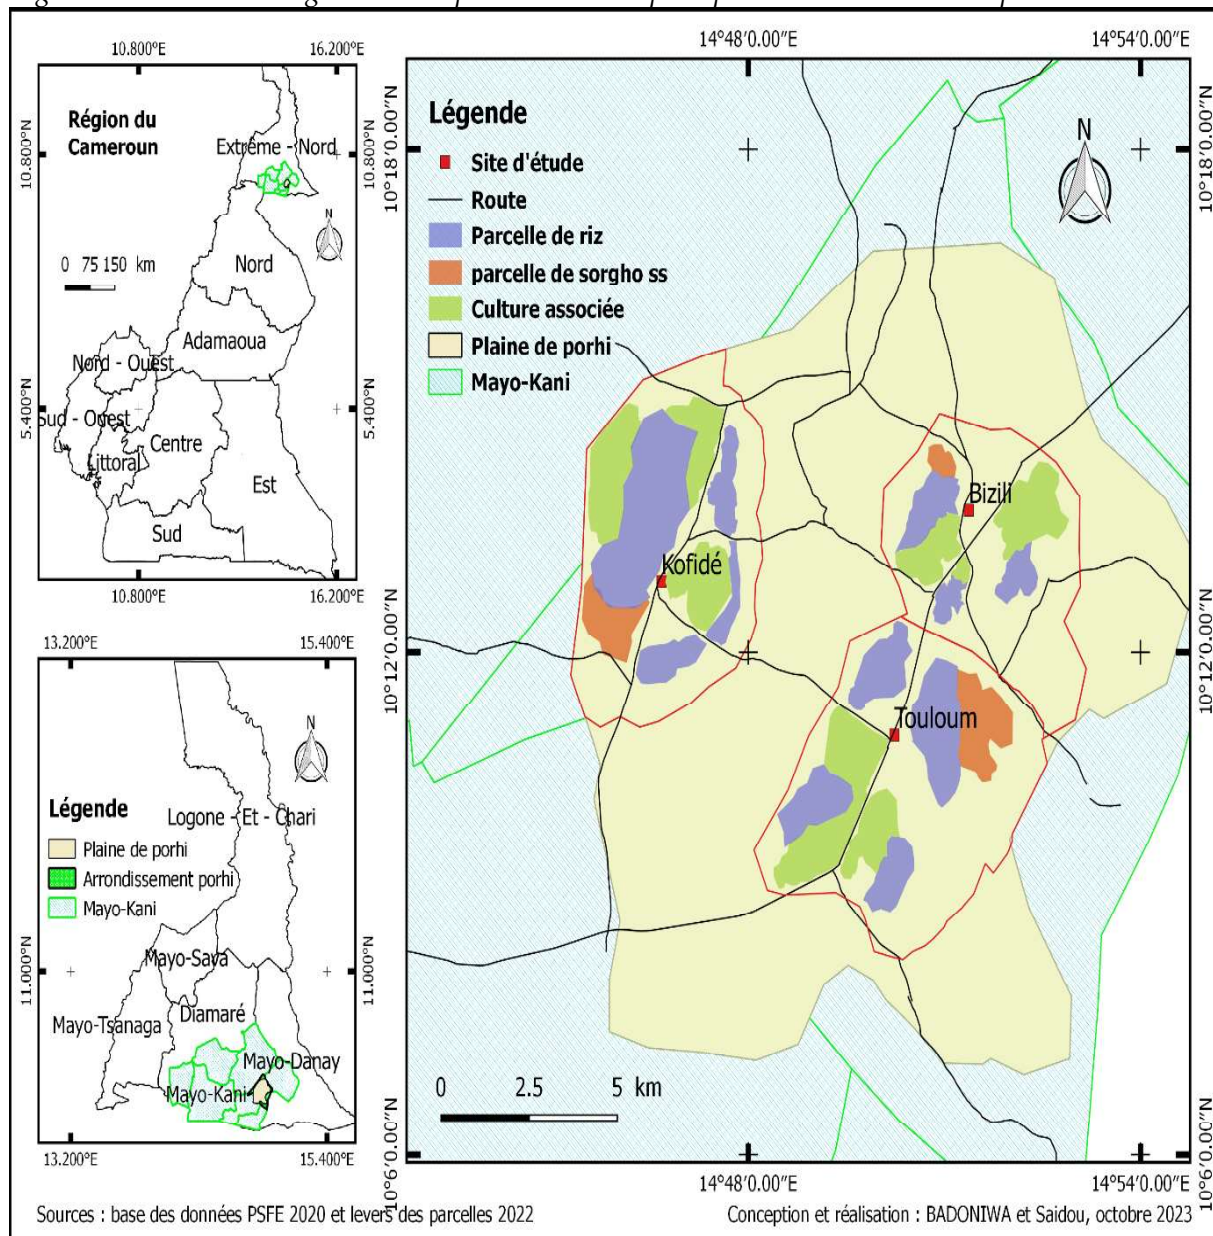 10.800°E 16.200°E
Région du
Cameroun
Extrême - Nord
10.800°N
10.800°N
N
0 75 150 km
Nord
Adamaoua
Nord - Ouest
5.400°N
5.400°N
Sud - Ouest
Centre
Littoral
Est
Sud
10.800°E 16.200°E
13.200°E 15.400°E
N
Légende
Plaine de porhi
Arrondissement porhi
Mayo-Kani
Logone - Et - Chari
11.000°N
11.000°N
Mayo-Sava
Diamaré
Mayo-Tsanaga
Mayo-Danay
Mayo-Kani
13.200°E 15.400°E
14°48′0.00″E 14°54′0.00″E
Légende
Site d'étude
Route
Parcelle de riz
parcelle de sorgho ss
Culture associée
Plaine de porhi
Mayo-Kani
N
10°18′0.00″N
10°18′0.00″N
Bizili
Kofidé
10°12′0.00″N
10°12′0.00″N
Touloum
0 2.5 5 km
10°6′0.00″N
10°6′0.00″N
14°48′0.00″E 14°54′0.00″E
Sources : base des données PSFE 2020 et levers des parcelles 2022
Conception et réalisation : BADONIWA et Saidou, octobre 2023